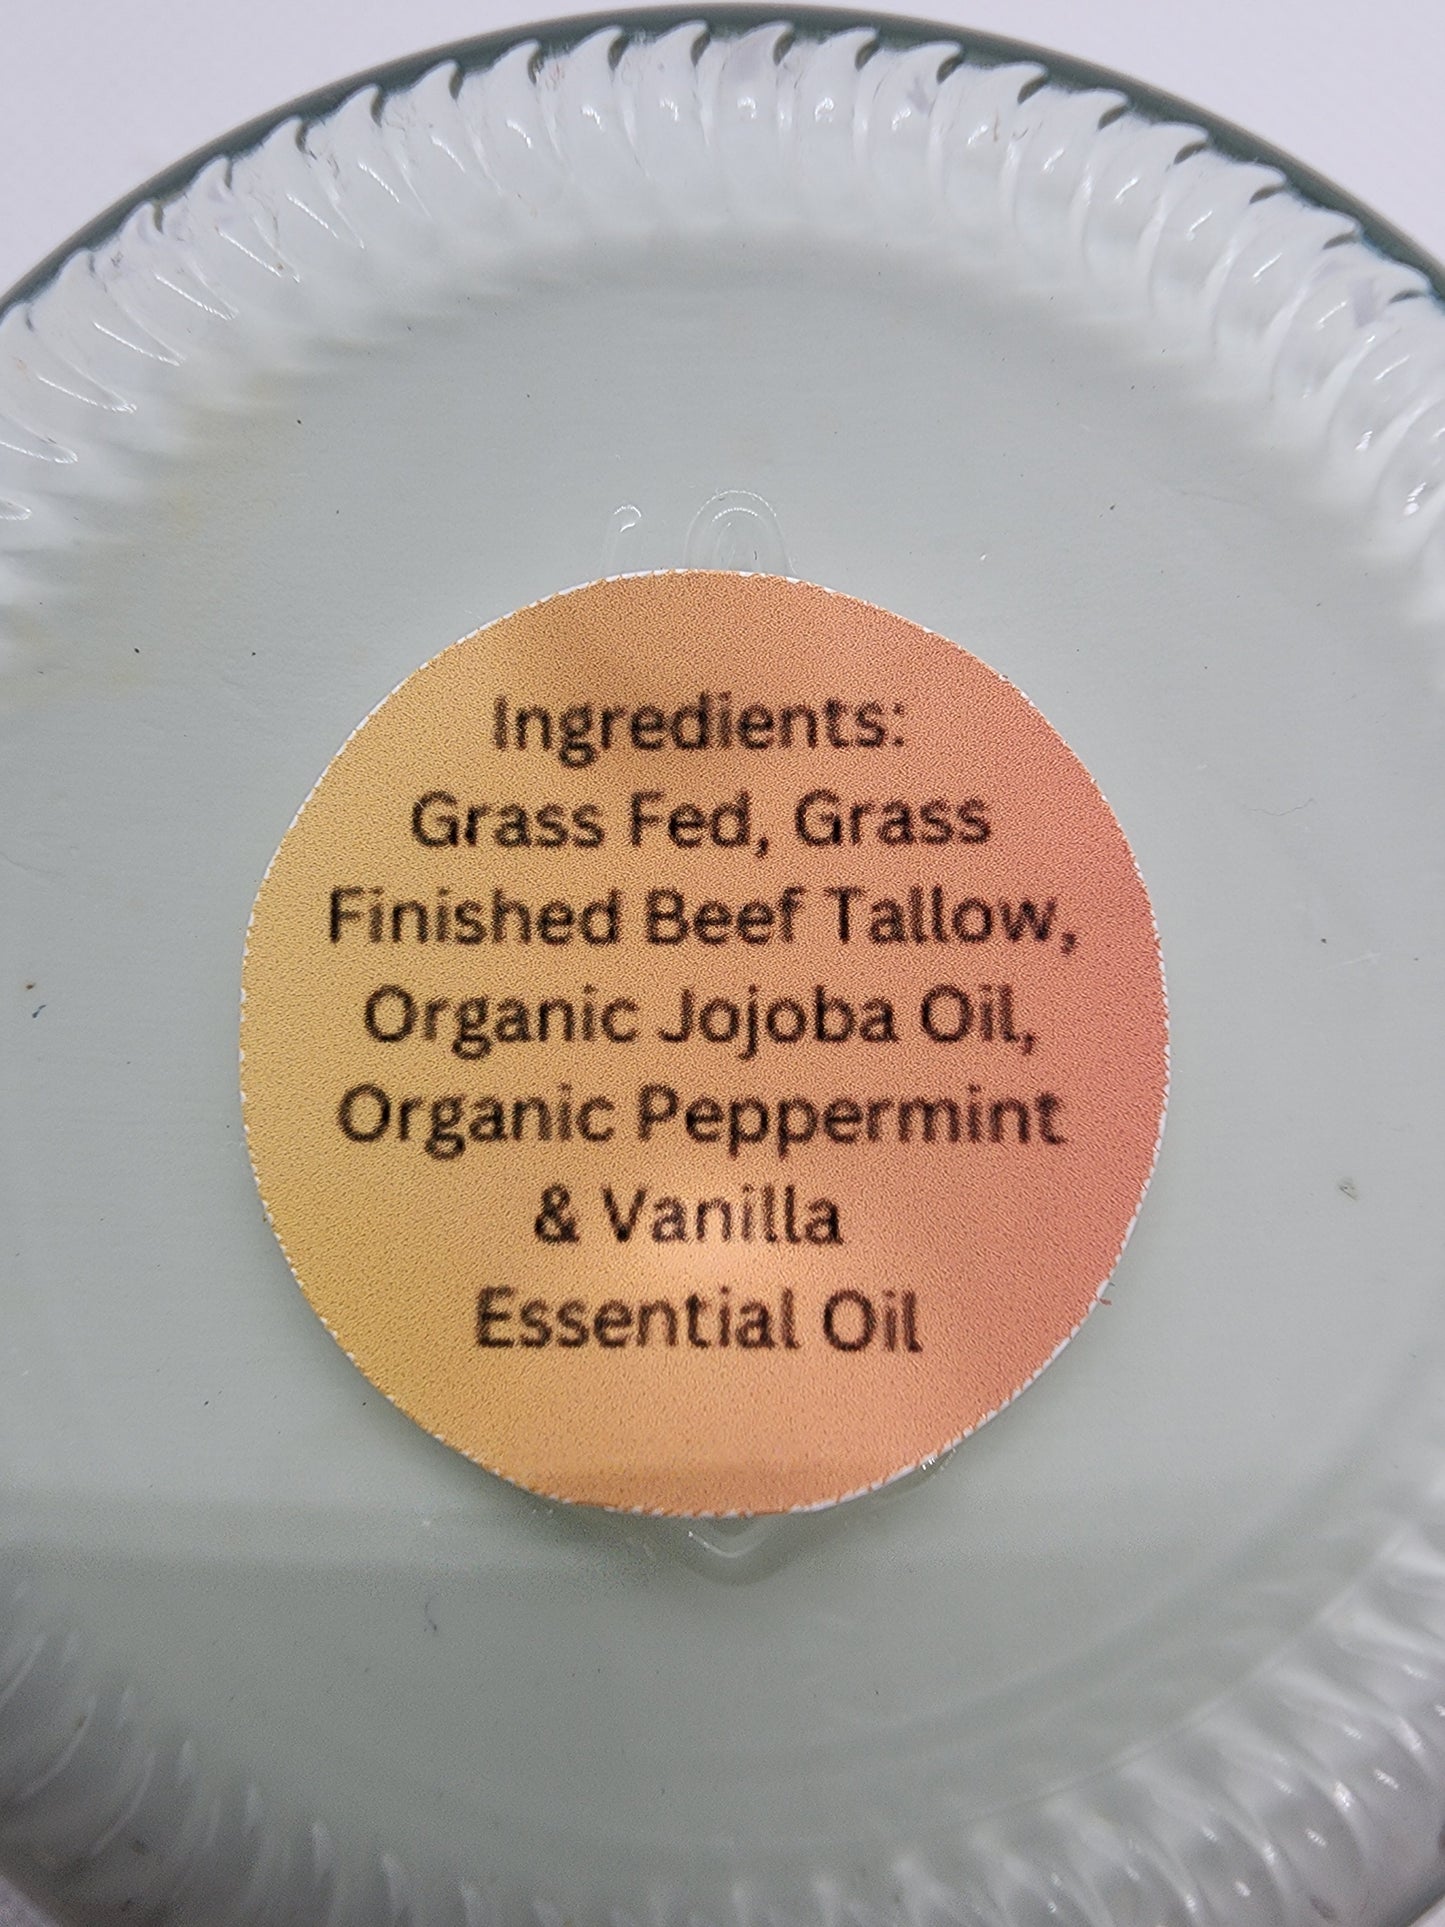 Ingredients:
Grass Fed, Grass
Finished Beef Tallow,
Organic Jojoba Oil,
Organic Peppermint
& Vanilla
Essential Oil